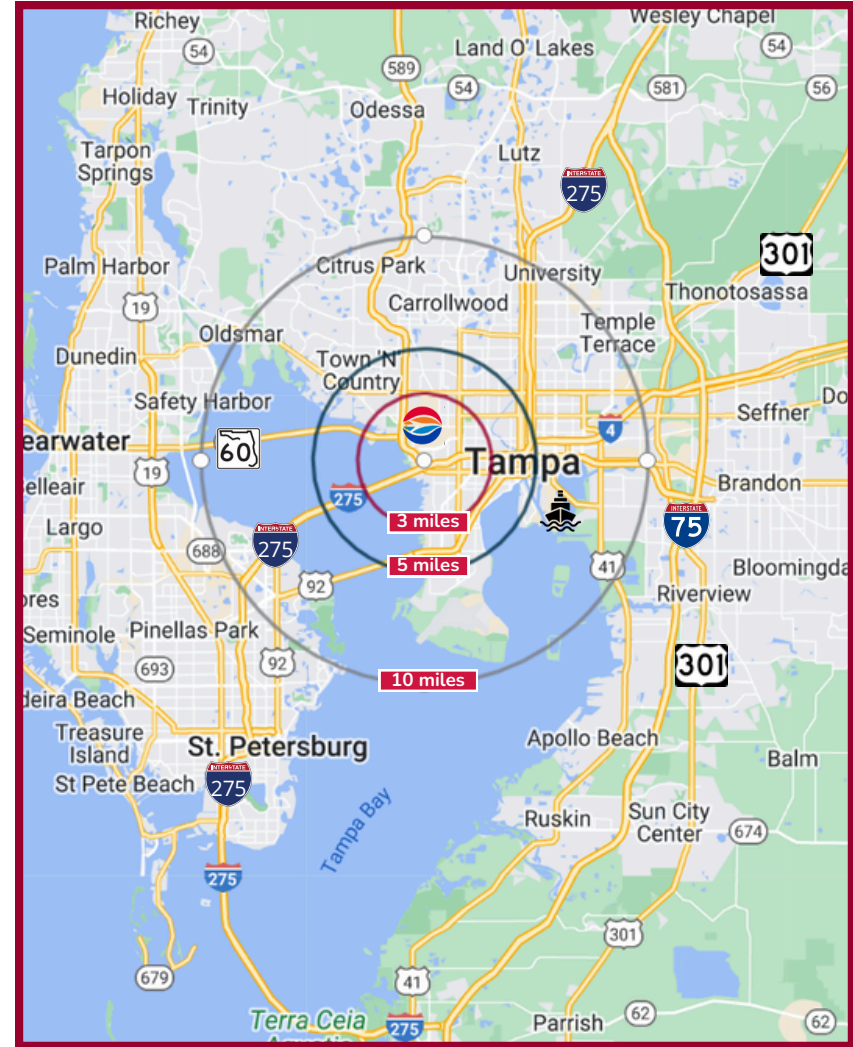 Richey
Wesley Chapel
54
589
Land O' Lakes
54
54
581
56
Holiday
Trinity
Odessa
Tarpon
Springs
Lutz
INTERSTATE
275
301
Palm Harbor
Citrus Park
University
Thonotosassa
19
Carrollwood
Oldsmar
Temple
Terrace
Dunedin
Town 'N'
Country
Safety Harbor
Do
Seffner
4
earwater
60
Tampa
19
275
Brandon
elleair
Largo
3 miles
INTERSTATE
75
INTERSTATE
275
688
5 miles
41
Bloomingda
92
ores
Riverview
Seminole
Pinellas Park
92
301
693
10 miles
deira Beach
Treasure
Island
St. Petersburg
Apollo Beach
Balm
INTERSTATE
275
St Pete Beach
Tampa Bay
Ruskin
Sun City
Center
674
275
301
679
41
Terra Ceia
Aquatic
275
Parrish
62
62